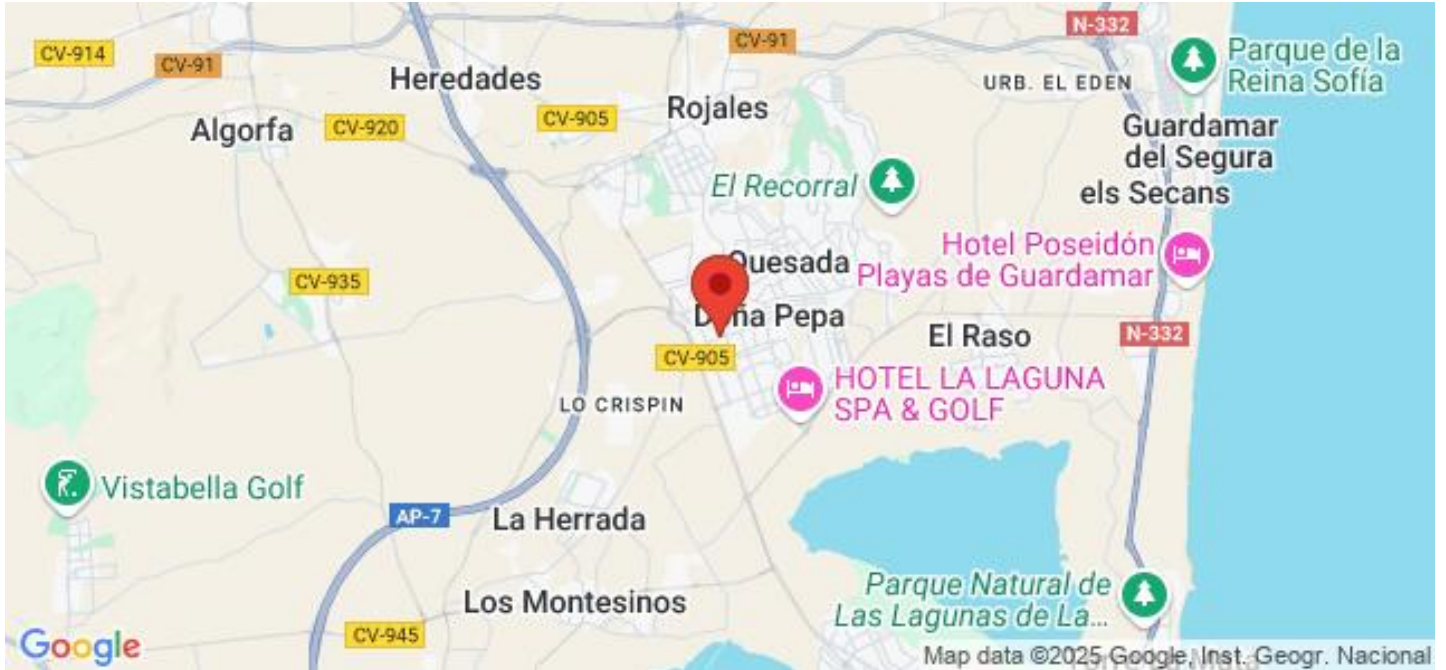 CV-914
CV-91
Heredades
CV-91
N-332
Parque de la
Reina Sofía
URB. EL EDEN
Algorfa
CV-920
CV-905
Rojales
Guardamar
del Segura
El Recorral
els Secans
CV-935
Quesada
Hotel Poseidón
Playas de Guardamar
Pepa
El Raso
N-332
CV-905
LO CRISPIN
HOTEL LA LAGUNA
SPA & GOLF
Vistabella Golf
AP-7
La Herrada
Los Montesinos
Parque Natural de
Las Lagunas de La...
CV-945
Google
Map data ©2025 Google, Inst. Geogr. Nacional